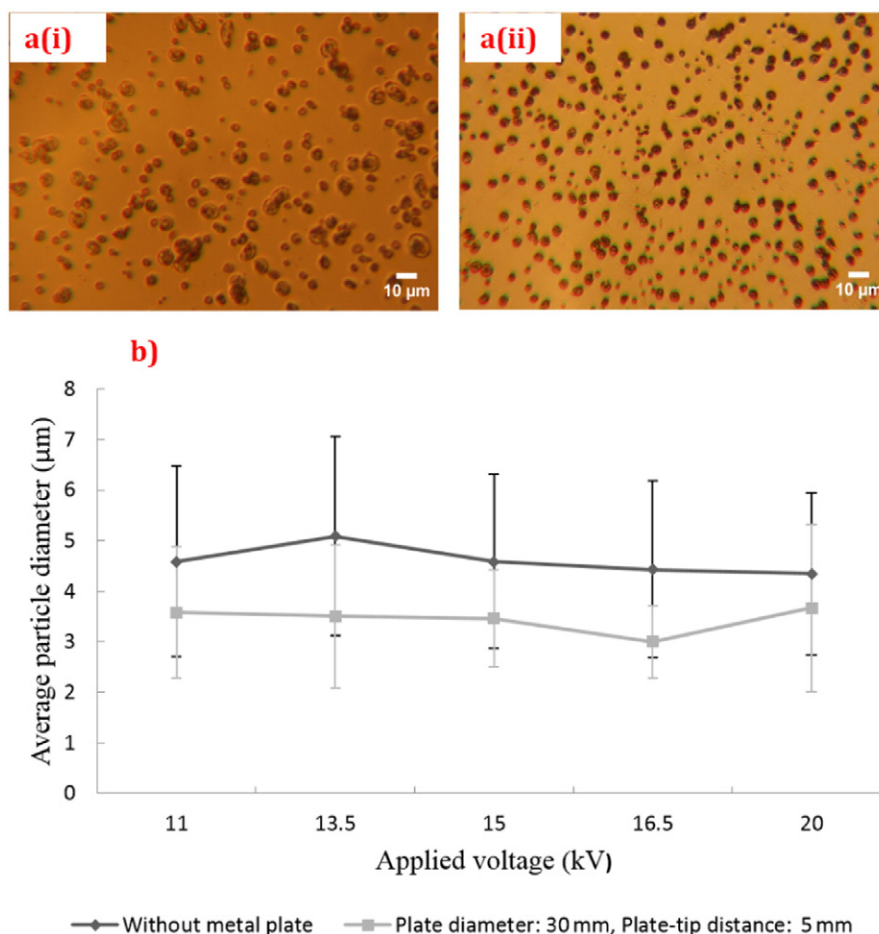 a(i)
a(ii)
10 µm
10 µm
b)
Average particle diameter (µm)
8
7
6
5
4
3
2
1
0
11 13.5 15 16.5 20
Applied voltage (kV)
Without metal plate Plate diameter: 30 mm, Plate-tip distance: 5 mm